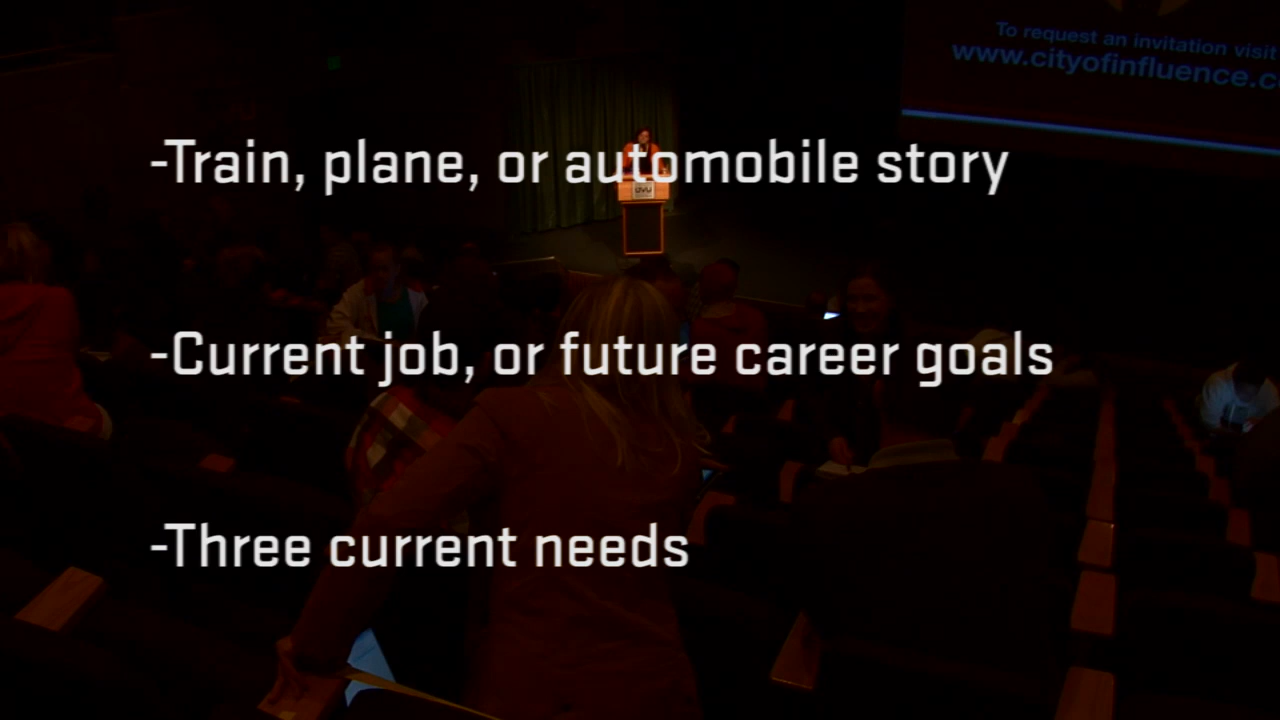 To request an invitation visit
www.cityofinfluence.c
-Train, plane, or automobile story
UVU
-Current job, or future career goals
-Three current needs